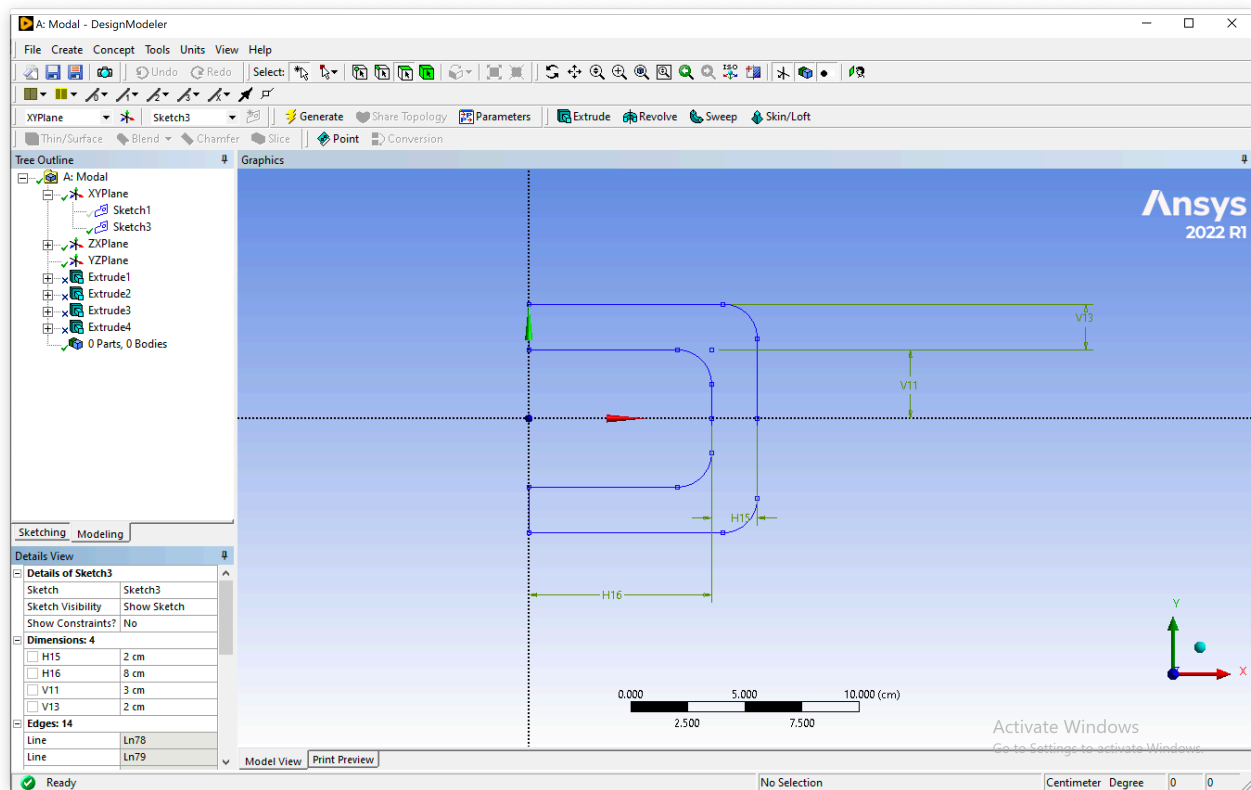 A: Modal - DesignModeler
File Create Concept Tools Units View Help
Undo Redo Select: ISO
XYPlane Sketch3 Generate Share Topology Parameters Extrude Revolve Sweep Skin/Loft
Thin/Surface Blend Chamfer Slice Point Conversion
Tree Outline
A: Modal
XYPlane
Sketch1
Sketch3
ZXPlane
YZPlane
Extrude1
Extrude2
Extrude3
Extrude4
0 Parts, 0 Bodies
Sketching Modeling
Details View
Details of Sketch3
Sketch Sketch3
Sketch Visibility Show Sketch
Show Constraints? No
Dimensions: 4
H15 2 cm
H16 8 cm
V11 3 cm
V13 2 cm
Edges: 14
Line Ln78
Line Ln79
Graphics
Ansys
2022 R1
V13
V11
H15
H16
0.000 5.000 10.000 (cm)
2.500 7.500
Y
X
Activate Windows
Go to Settings to activate Windows.
Model View Print Preview
Ready No Selection Centimeter Degree 0 0